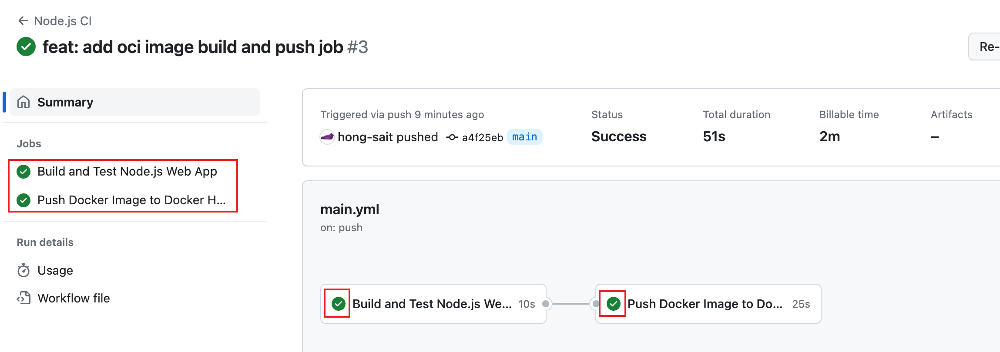 Node.js CI
feat: add oci image build and push job #3
Re-
Summary
Jobs
Build and Test Node.js Web App
Push Docker Image to Docker H...
Run details
Usage
Workflow file
Triggered via push 9 minutes ago
hong-sait pushed a4f25eb main
Status
Success
Total duration
51s
Billable time
2m
Artifacts
–
main.yml
on: push
Build and Test Node.js We... 10s
Push Docker Image to Do... 25s